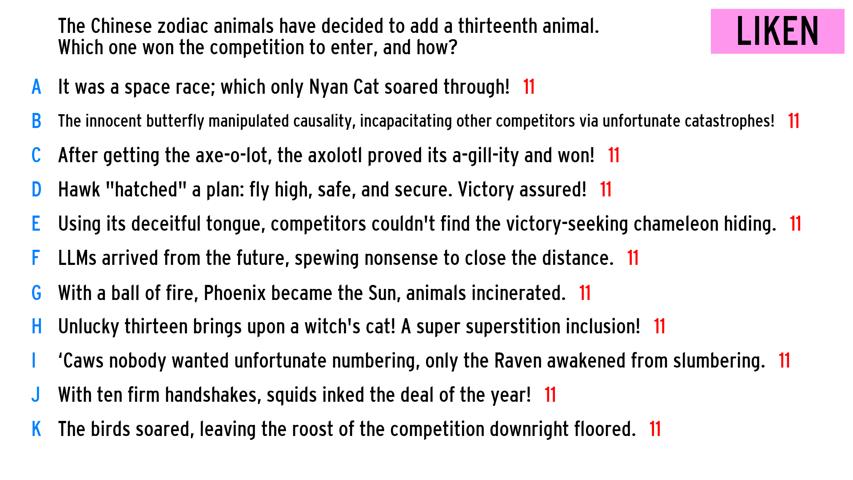 The Chinese zodiac animals have decided to add a thirteenth animal.
Which one won the competition to enter, and how?
LIKEN
A It was a space race; which only Nyan Cat soared through! 11
B The innocent butterfly manipulated causality, incapacitating other competitors via unfortunate catastrophes! 11
C After getting the axe-o-lot, the axolotl proved its a-gill-ity and won! 11
D Hawk "hatched" a plan: fly high, safe, and secure. Victory assured! 11
E Using its deceitful tongue, competitors couldn't find the victory-seeking chameleon hiding. 11
F LLMs arrived from the future, spewing nonsense to close the distance. 11
G With a ball of fire, Phoenix became the Sun, animals incinerated. 11
H Unlucky thirteen brings upon a witch's cat! A super superstition inclusion! 11
I ‘Caws nobody wanted unfortunate numbering, only the Raven awakened from slumbering. 11
J With ten firm handshakes, squids inked the deal of the year! 11
K The birds soared, leaving the roost of the competition downright floored. 11